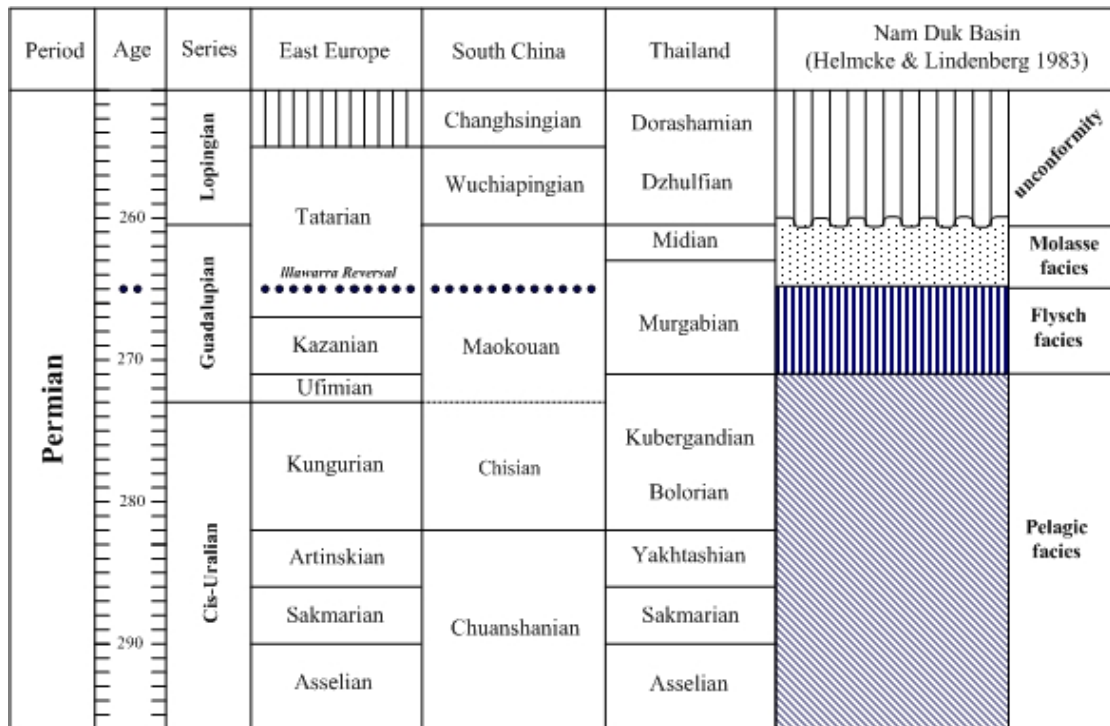 Period
Age
Series
East Europe
South China
Thailand
Nam Duk Basin
(Helmcke & Lindenberg 1983)
Permian
260
270
280
290
Lopingian
Guadalupian
Cis-Uralian
Tatarian
Illawarra Reversal
Kazanian
Ufimian
Kungurian
Artinskian
Sakmarian
Asselian
Changhsingian
Wuchiapingian
Maokouan
Chisian
Chuanshanian
Dorashamian
Dzhulfian
Midian
Murgabian
Kubergandian
Bolorian
Yakhtashian
Sakmarian
Asselian
unconformity
Molasse
facies
Flysch
facies
Pelagic
facies